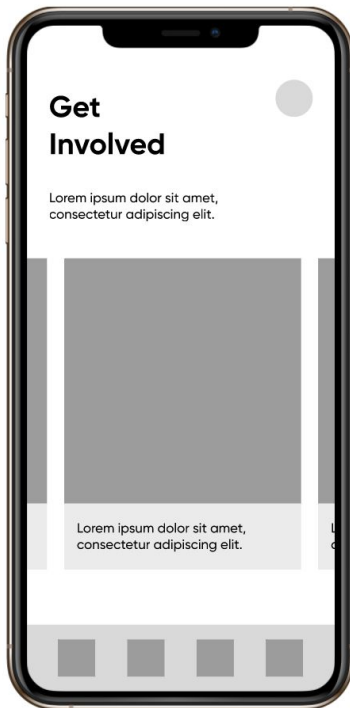 Get
Involved
Lorem ipsum dolor sit amet,
consectetur adipiscing elit.
Lorem ipsum dolor sit amet,
consectetur adipiscing elit.